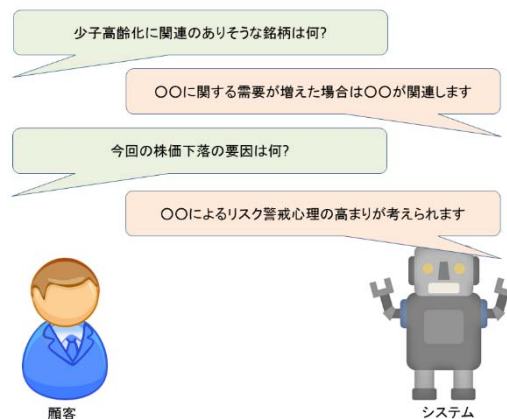 少子高齢化に関連のありそうな銘柄は何?
〇〇に関する需要が増えた場合は〇〇が関連します
今回の株価下落の要因は何?
〇〇によるリスク警戒心理の高まりが考えられます
顧客
システム